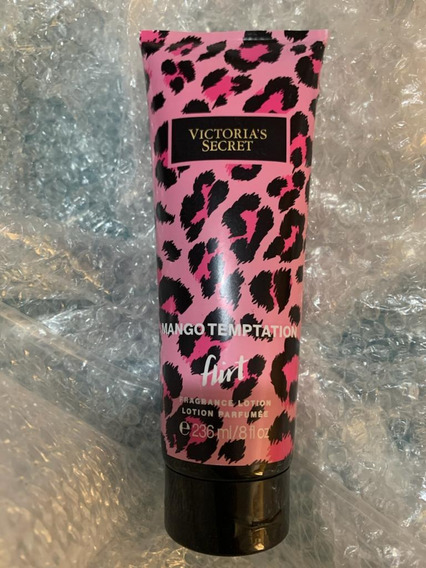 VICTORIA'S
SECRET
MANGO TEMPTATION
flirt
FRAGRANCE LOTION
LOTION PARFUMÉE
e 236 ml/8 fl oz